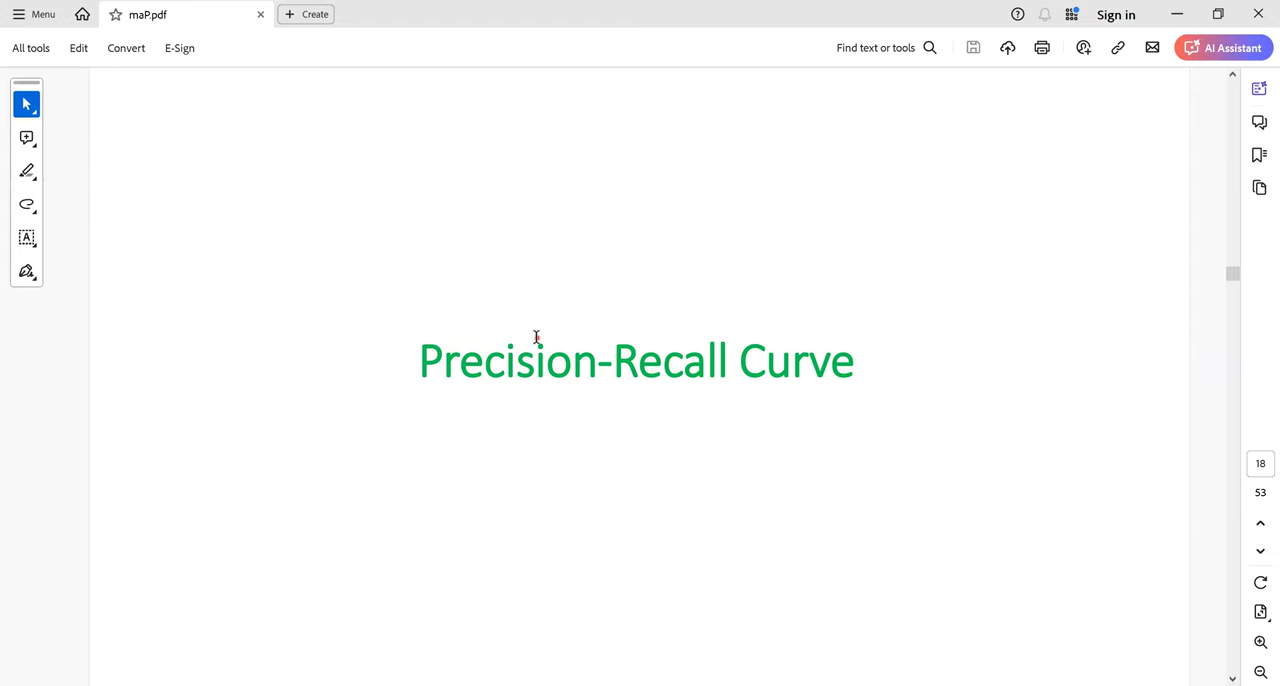 Menu
maP.pdf
Create
Sign in
All tools
Edit
Convert
E-Sign
Find text or tools
AI Assistant
Precision-Recall Curve
18
53